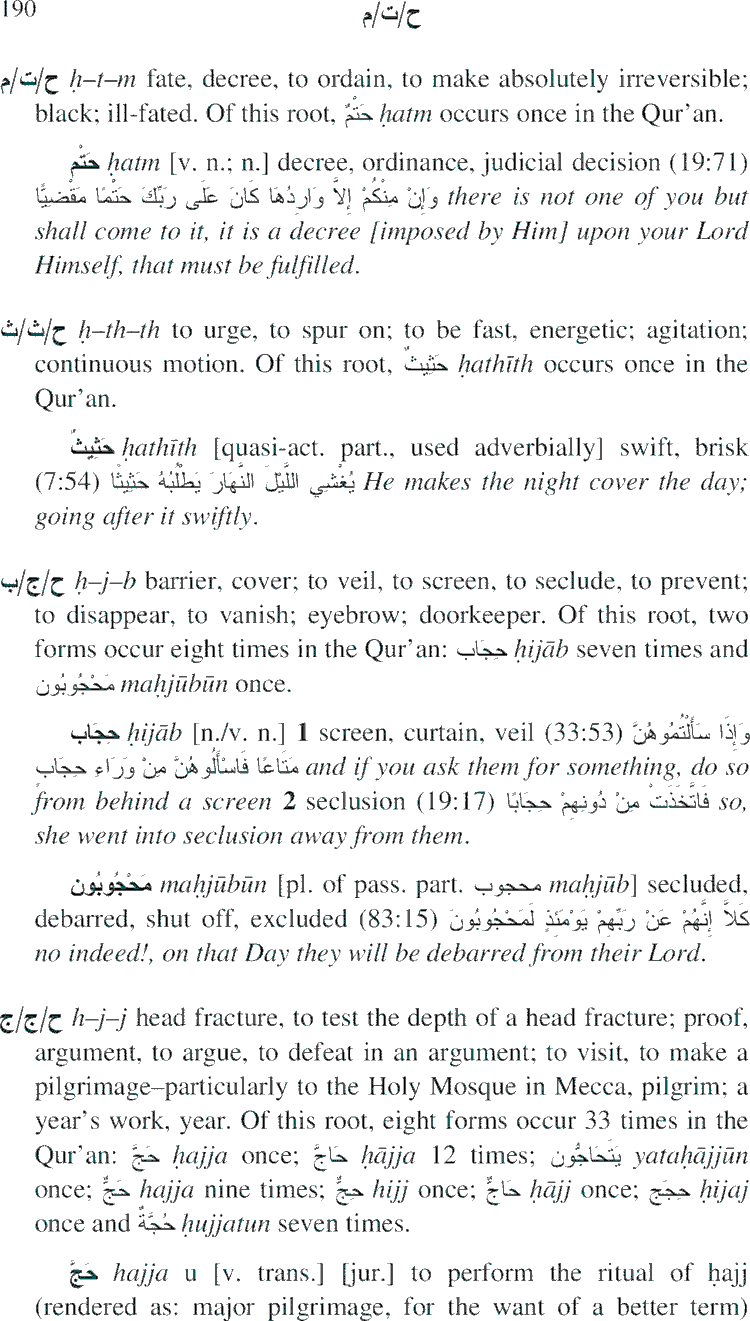 190
ح/ت/م
ح/ت/م ḥ–t–m fate, decree, to ordain, to make absolutely irreversible;
black; ill-fated. Of this root, حَتْمٌ ḥatm occurs once in the Qur’an.
حَتْم ḥatm [v. n.; n.] decree, ordinance, judicial decision (19:71)
وَإِنْ مِنْكُمْ إِلاَّ وَارِدُهَا كَانَ عَلَى رَبِّكَ حَتْمًا مَقْضِيًّا there is not one of you but
shall come to it, it is a decree [imposed by Him] upon your Lord
Himself, that must be fulfilled.
ح/ث/ث ḥ–th–th to urge, to spur on; to be fast, energetic; agitation;
continuous motion. Of this root, حَثِيثٌ ḥathīth occurs once in the
Qur’an.
حَثِيثٌ ḥathīth [quasi-act. part., used adverbially] swift, brisk
(7:54) يُغْشِي اللَّيْلَ النَّهَارَ يَطْلُبُهُ حَثِيثًا He makes the night cover the day;
going after it swiftly.
ح/ج/ب ḥ–j–b barrier, cover; to veil, to screen, to seclude, to prevent;
to disappear, to vanish; eyebrow; doorkeeper. Of this root, two
forms occur eight times in the Qur’an: حِجَاب ḥijāb seven times and
مَحْجُوبُون maḥjūbūn once.
حِجَاب ḥijāb [n./v. n.] 1 screen, curtain, veil (33:53) وَإِذَا سَأَلْتُمُوهُنَّ
مَتَاعًا فَاسْأَلُوهُنَّ مِنْ وَرَاءِ حِجَابٍ and if you ask them for something, do so
from behind a screen 2 seclusion (19:17) فَاتَّخَذَتْ مِنْ دُونِهِمْ حِجَابًا so,
she went into seclusion away from them.
مَحْجُوبُون maḥjūbūn [pl. of pass. part. محجوب maḥjūb] secluded,
debarred, shut off, excluded (83:15) كَلاَّ إِنَّهُمْ عَنْ رَبِّهِمْ يَوْمَئِذٍ لَمَحْجُوبُونَ
no indeed!, on that Day they will be debarred from their Lord.
ح/ج/ج ḥ–j–j head fracture, to test the depth of a head fracture; proof,
argument, to argue, to defeat in an argument; to visit, to make a
pilgrimage–particularly to the Holy Mosque in Mecca, pilgrim; a
year’s work, year. Of this root, eight forms occur 33 times in the
Qur’an: حَجَّ ḥajja once; حَاجَّ ḥājja 12 times; يَتَحَاجُّون yataḥājjūn
once; حَجٌّ ḥajja nine times; حِجٌّ ḥijj once; حَاجٌّ ḥājj once; حِجَج ḥijaj
once and حُجَّةٌ ḥujjatun seven times.
حَجَّ ḥajja u [v. trans.] [jur.] to perform the ritual of ḥajj
(rendered as: major pilgrimage, for the want of a better term)